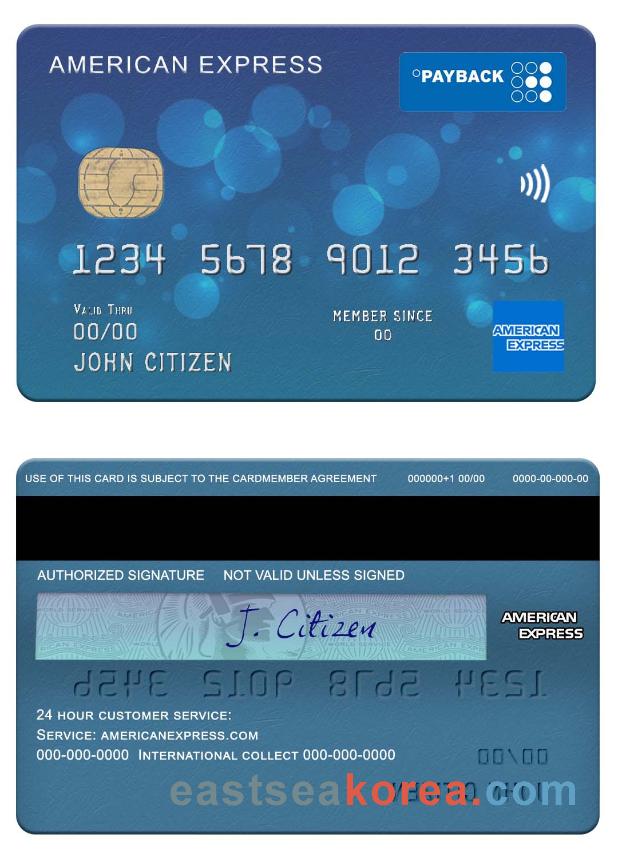 AMERICAN EXPRESS
°PAYBACK
1234 5678 9012 3456
VALID THRU
00/00
MEMBER SINCE
00
JOHN CITIZEN
AMERICAN
EXPRESS
USE OF THIS CARD IS SUBJECT TO THE CARDMEMBER AGREEMENT 000000+1 00/00 0000-00-000-00
AUTHORIZED SIGNATURE NOT VALID UNLESS SIGNED
J. Citizen
AMERICAN
EXPRESS
24 HOUR CUSTOMER SERVICE:
SERVICE: AMERICANEXPRESS.COM
000-000-0000 INTERNATIONAL COLLECT 000-000-0000
eastseakorea.com